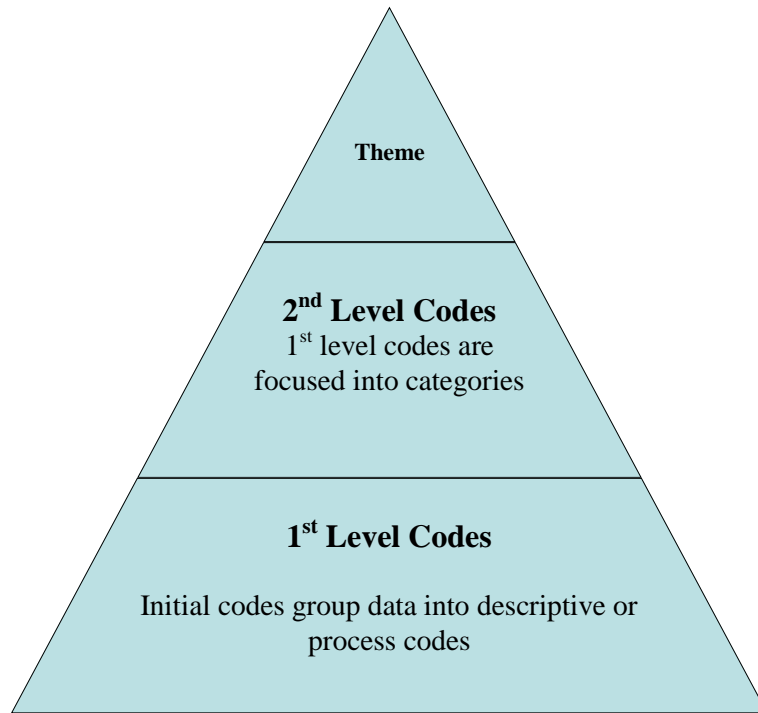 Theme
2nd Level Codes
1st level codes are
focused into categories
1st Level Codes
Initial codes group data into descriptive or
process codes